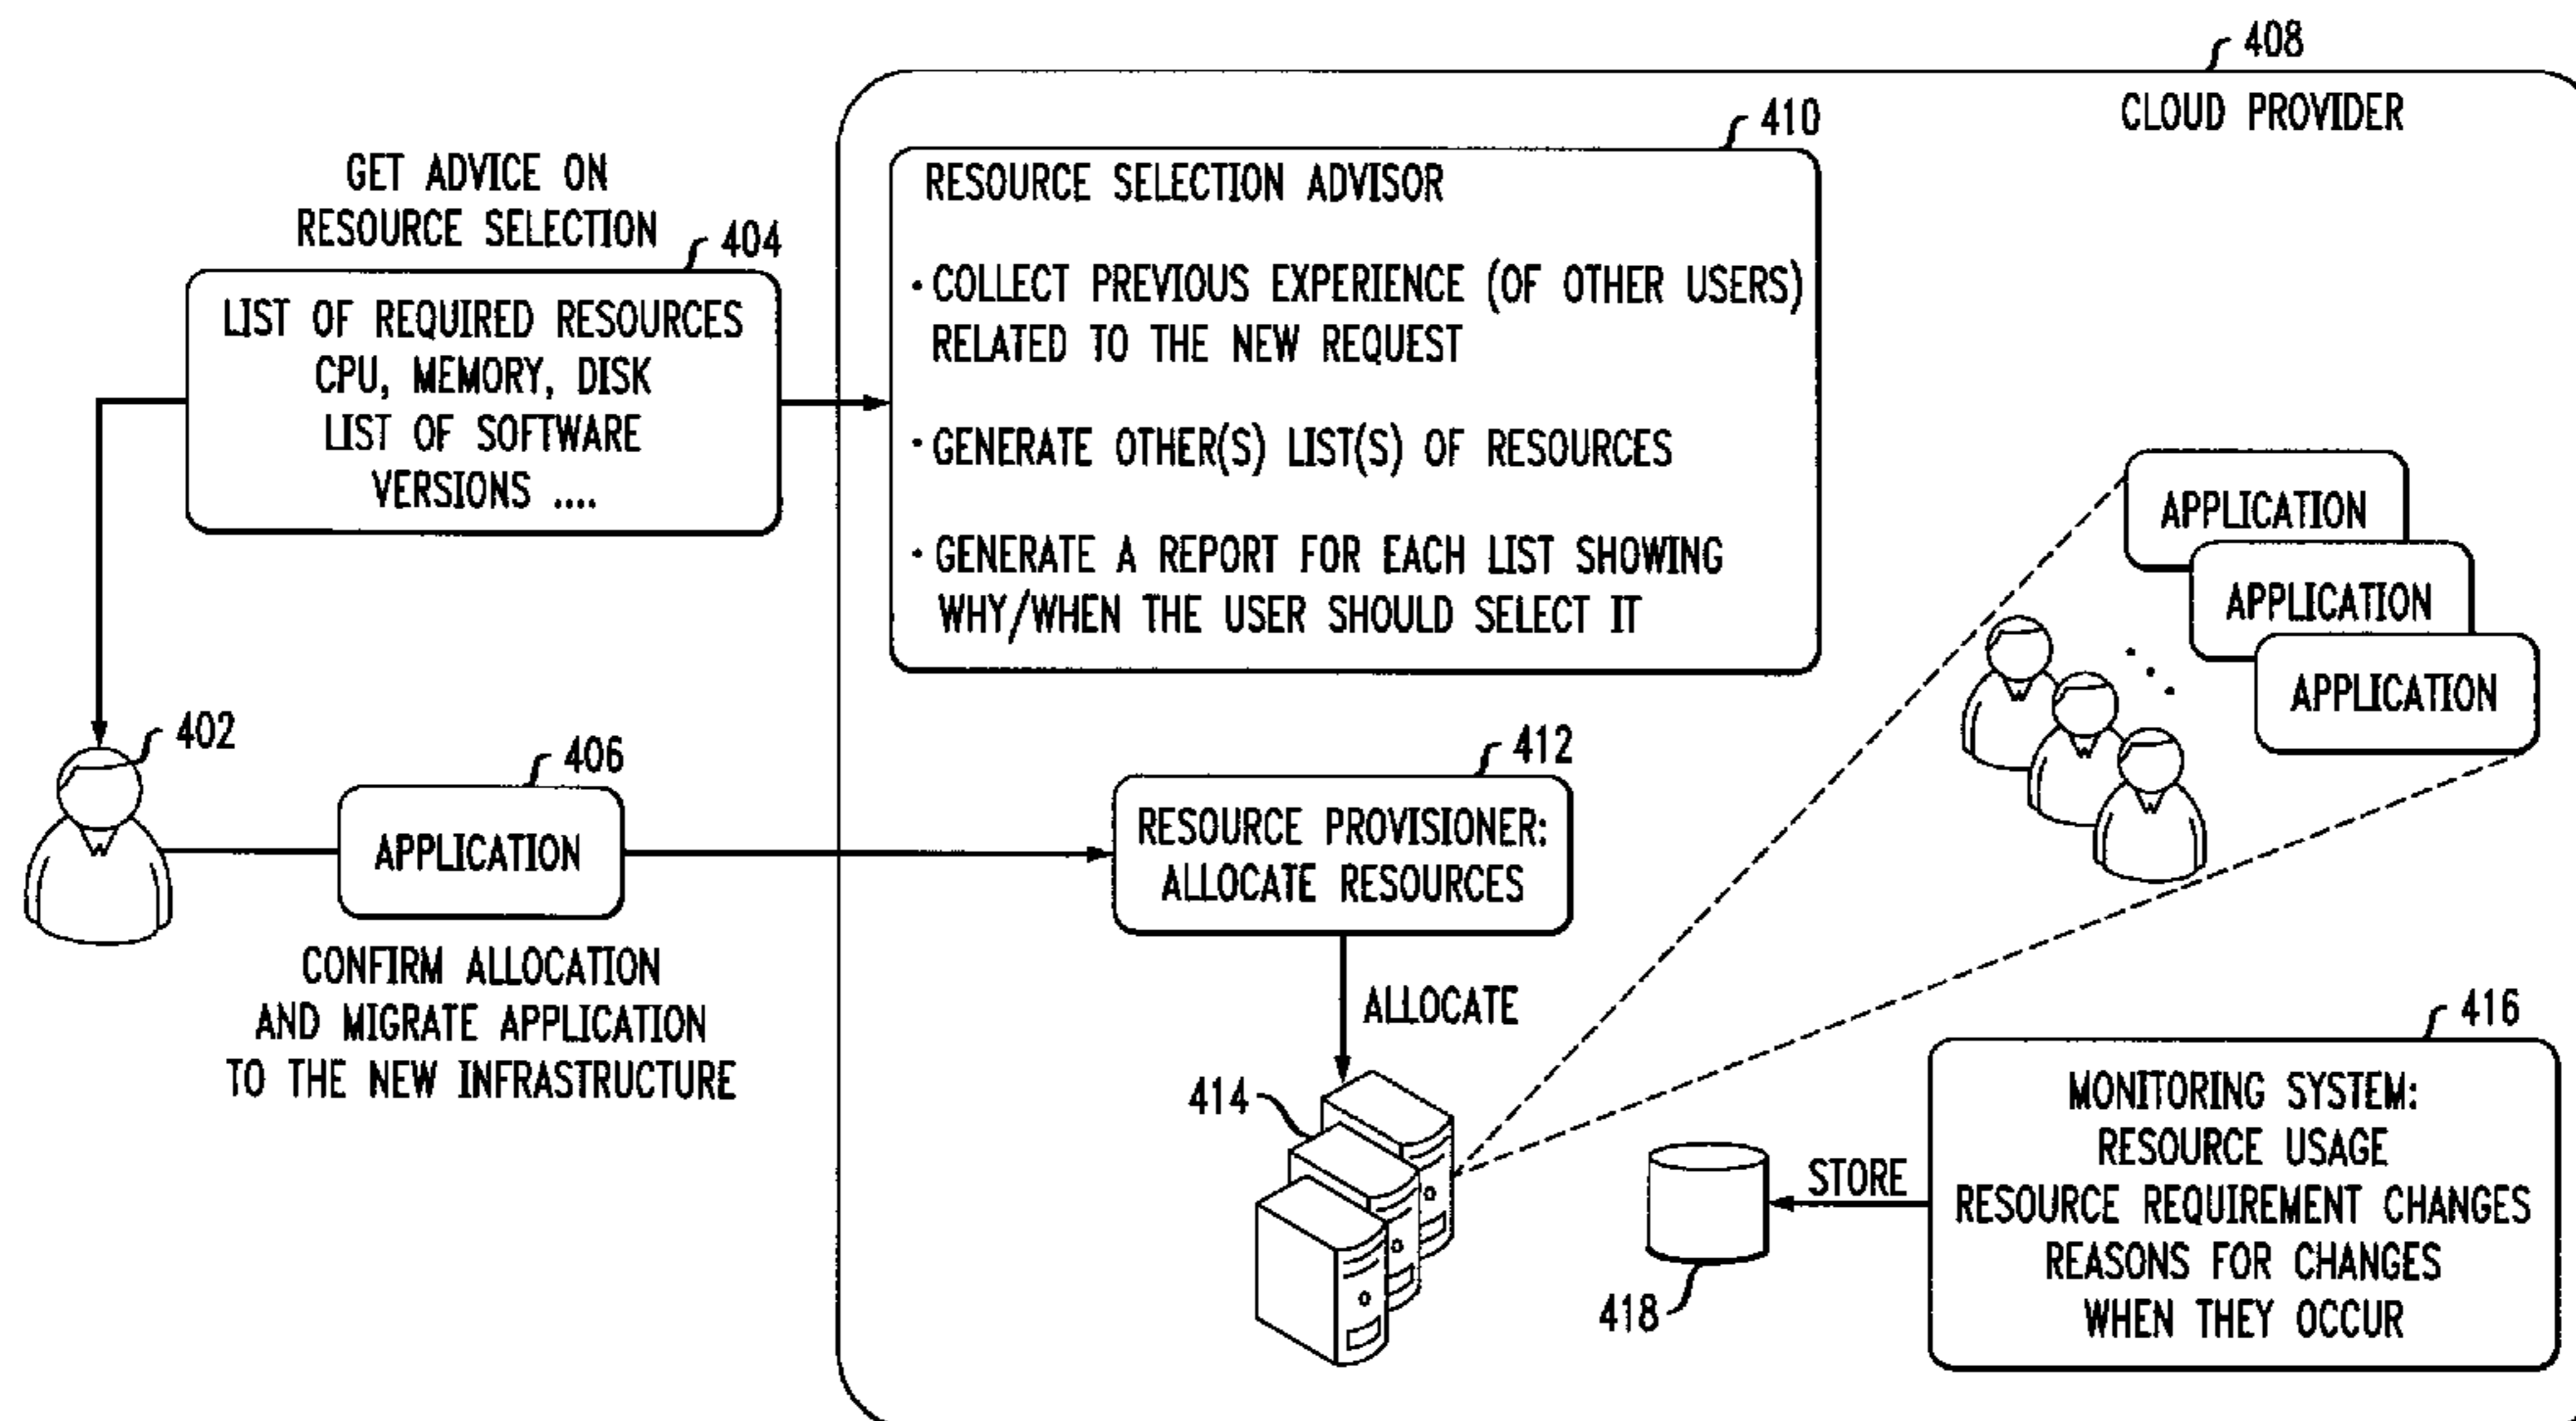 408
CLOUD PROVIDER
GET ADVICE ON
RESOURCE SELECTION
404
LIST OF REQUIRED RESOURCES
CPU, MEMORY, DISK
LIST OF SOFTWARE
VERSIONS ....
410
RESOURCE SELECTION ADVISOR
· COLLECT PREVIOUS EXPERIENCE (OF OTHER USERS)
RELATED TO THE NEW REQUEST
· GENERATE OTHER(S) LIST(S) OF RESOURCES
· GENERATE A REPORT FOR EACH LIST SHOWING
WHY/WHEN THE USER SHOULD SELECT IT
APPLICATION
APPLICATION
APPLICATION
402
406
APPLICATION
CONFIRM ALLOCATION
AND MIGRATE APPLICATION
TO THE NEW INFRASTRUCTURE
412
RESOURCE PROVISIONER:
ALLOCATE RESOURCES
ALLOCATE
414
418
STORE
416
MONITORING SYSTEM:
RESOURCE USAGE
RESOURCE REQUIREMENT CHANGES
REASONS FOR CHANGES
WHEN THEY OCCUR